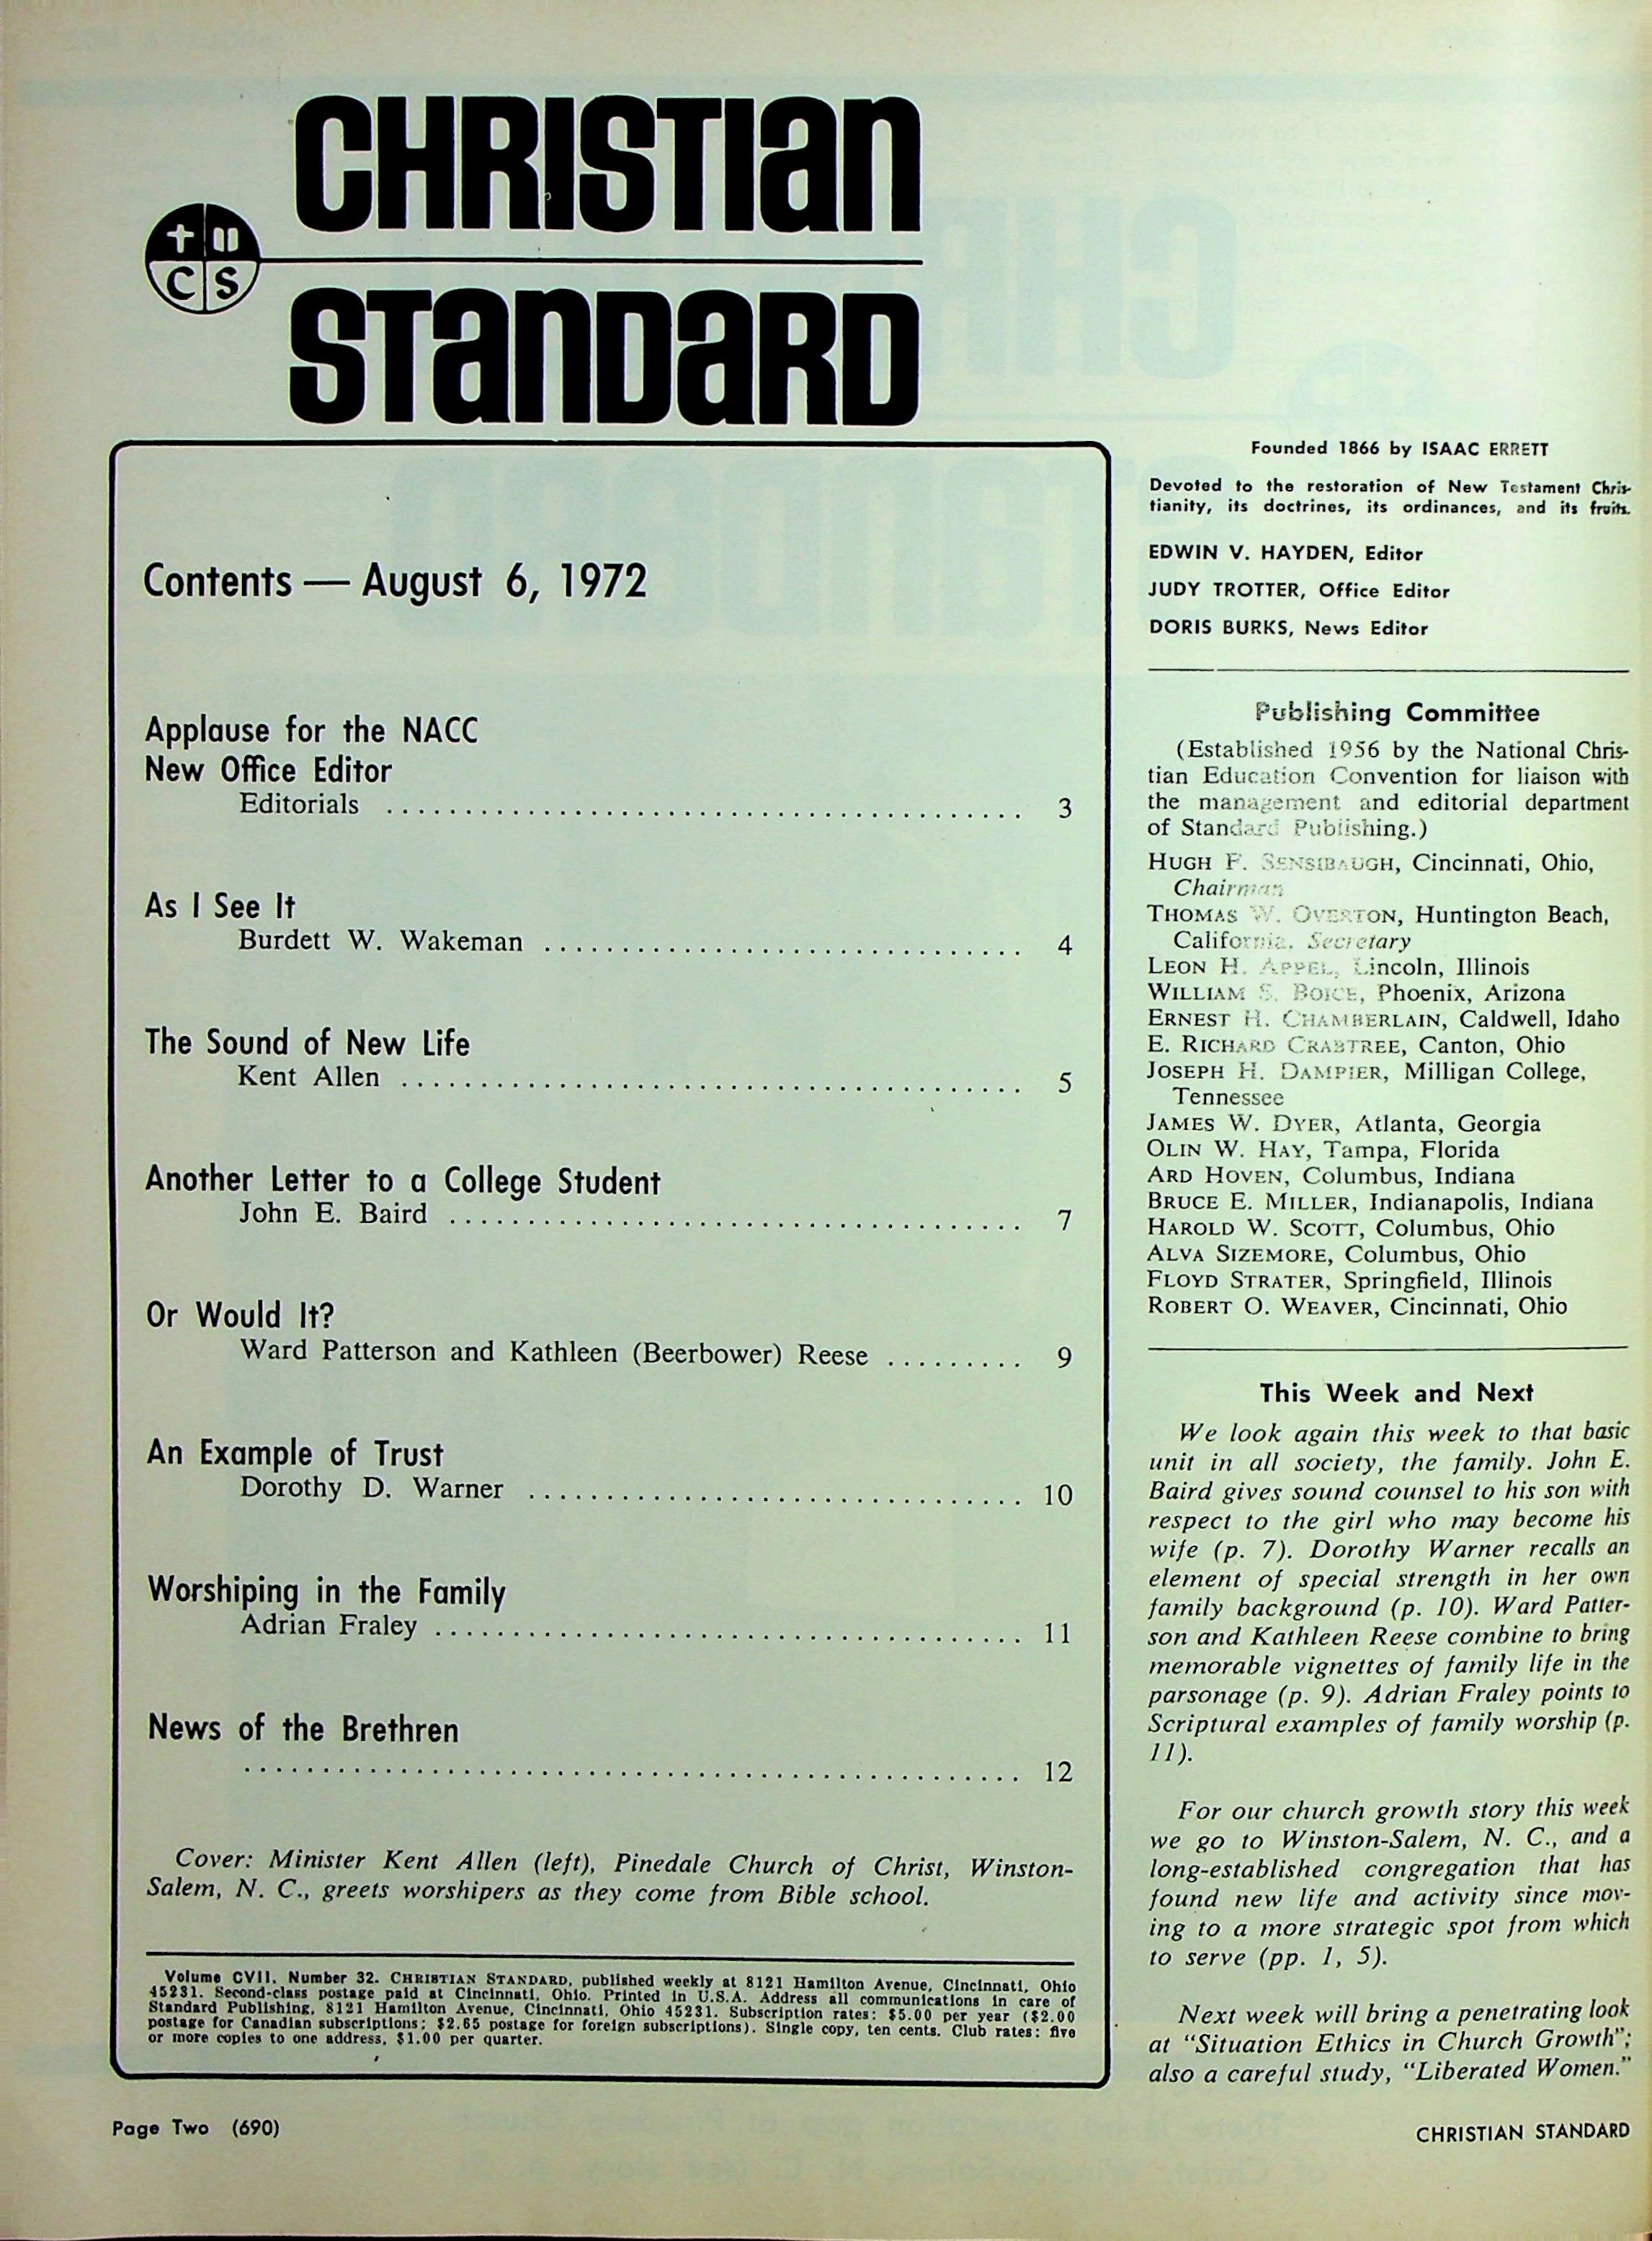 CHRISTIAN
STANDARD
C S
Contents — August 6, 1972
Applause for the NACC
New Office Editor
Editorials ........................................ 3
As I See It
Burdett W. Wakeman .............................. 4
The Sound of New Life
Kent Allen ....................................... 5
Another Letter to a College Student
John E. Baird .................................... 7
Or Would It?
Ward Patterson and Kathleen (Beerbower) Reese ......... 9
An Example of Trust
Dorothy D. Warner ............................... 10
Worshiping in the Family
Adrian Fraley ..................................... 11
News of the Brethren
................................................. 12
Cover: Minister Kent Allen (left), Pinedale Church of Christ, Winston-
Salem, N. C., greets worshipers as they come from Bible school.
Volume CVII, Number 32. CHRISTIAN STANDARD, published weekly at 8121 Hamilton Avenue, Cincinnati, Ohio
45231. Second-class postage paid at Cincinnati, Ohio. Printed in U.S.A. Address all communications in care of
Standard Publishing, 8121 Hamilton Avenue, Cincinnati, Ohio 45231. Subscription rates: $5.00 per year ($2.00
postage for Canadian subscriptions; $2.65 postage for foreign subscriptions). Single copy, ten cents. Club rates: five
or more copies to one address, $1.00 per quarter.
Founded 1866 by ISAAC ERRETT
Devoted to the restoration of New Testament Chris-
tianity, its doctrines, its ordinances, and its fruits.
EDWIN V. HAYDEN, Editor
JUDY TROTTER, Office Editor
DORIS BURKS, News Editor
Publishing Committee
(Established 1956 by the National Chris-
tian Education Convention for liaison with
the management and editorial department
of Standard Publishing.)
HUGH F. SENSIBAUGH, Cincinnati, Ohio,
Chairman
THOMAS W. OVERTON, Huntington Beach,
California. Secretary
LEON H. APPEL, Lincoln, Illinois
WILLIAM S. BOICE, Phoenix, Arizona
ERNEST H. CHAMBERLAIN, Caldwell, Idaho
E. RICHARD CRABTREE, Canton, Ohio
JOSEPH H. DAMPIER, Milligan College,
Tennessee
JAMES W. DYER, Atlanta, Georgia
OLIN W. HAY, Tampa, Florida
ARD HOVEN, Columbus, Indiana
BRUCE E. MILLER, Indianapolis, Indiana
HAROLD W. SCOTT, Columbus, Ohio
ALVA SIZEMORE, Columbus, Ohio
FLOYD STRATER, Springfield, Illinois
ROBERT O. WEAVER, Cincinnati, Ohio
This Week and Next
We look again this week to that basic
unit in all society, the family. John E.
Baird gives sound counsel to his son with
respect to the girl who may become his
wife (p. 7). Dorothy Warner recalls an
element of special strength in her own
family background (p. 10). Ward Patter-
son and Kathleen Reese combine to bring
memorable vignettes of family life in the
parsonage (p. 9). Adrian Fraley points to
Scriptural examples of family worship (p.
11).
For our church growth story this week
we go to Winston-Salem, N. C., and a
long-established congregation that has
found new life and activity since mov-
ing to a more strategic spot from which
to serve (pp. 1, 5).
Next week will bring a penetrating look
at “Situation Ethics in Church Growth”;
also a careful study, “Liberated Women.”
Page Two (690)
CHRISTIAN STANDARD